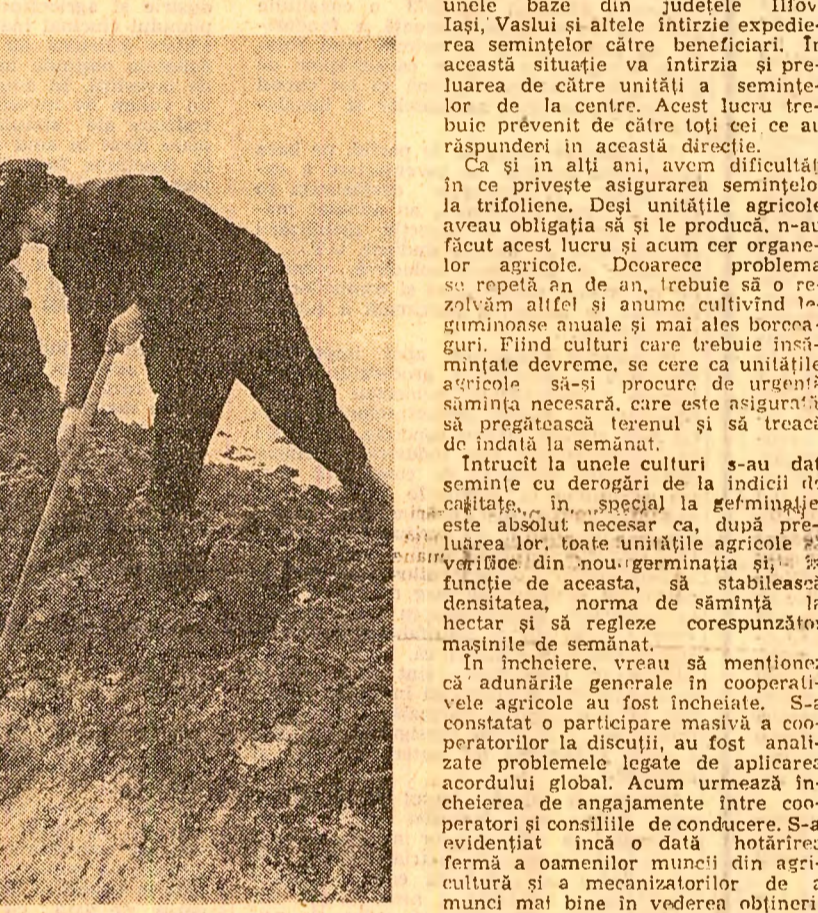 unele baze din județele Ilfov
Iași, Vaslui și altele întîrzie expedie-
rea semințelor către beneficiari. În
această situație va întîrzia și pre-
luarea de către unități a semințe-
lor de la centre. Acest lucru tre-
buie prevenit de către toți cei ce au
răspunderi în această direcție.
Ca și în alți ani, avem dificultăț
în ce privește asigurarea semințelo
la trifoliene. Deși unitățile agricole
aveau obligația să și le producă, n-au
făcut acest lucru și acum cer organe-
lor agricole. Deoarece problema
se repetă an de an, trebuie să o re-
zolvăm altfel și anume cultivînd le-
guminoase anuale și mai ales borcea-
guri. Fiind culturi care trebuie însă-
mînțate devreme, se cere ca unitățile
agricole să-și procure de urgență
sămînța necesară, care este asigurată
să pregătească terenul și să treacă
de îndată la semănat.
Întrucît la unele culturi s-au dat
semințe cu derogări de la indicii de
calitate, în special la germinație
este absolut necesar ca, după pre-
luarea lor, toate unitățile agricole
verifice din nou germinația și, în
funcție de aceasta, să stabilească
densitatea, norma de sămînță la
hectar și să regleze corespunzător
mașinile de semănat.
În încheiere, vreau să menționez
că adunările generale în cooperati-
vele agricole au fost încheiate. S-a
constatat o participare masivă a coo-
peratorilor la discuții, au fost anali-
zate problemele legate de aplicarea
acordului global. Acum urmează în-
cheierea de angajamente între coo-
peratori și consiliile de conducere. S-a
evidențiat încă o dată hotărîrea
fermă a oamenilor muncii din agri-
cultură și a mecanizatorilor de a
munci mai bine în vederea obțineri